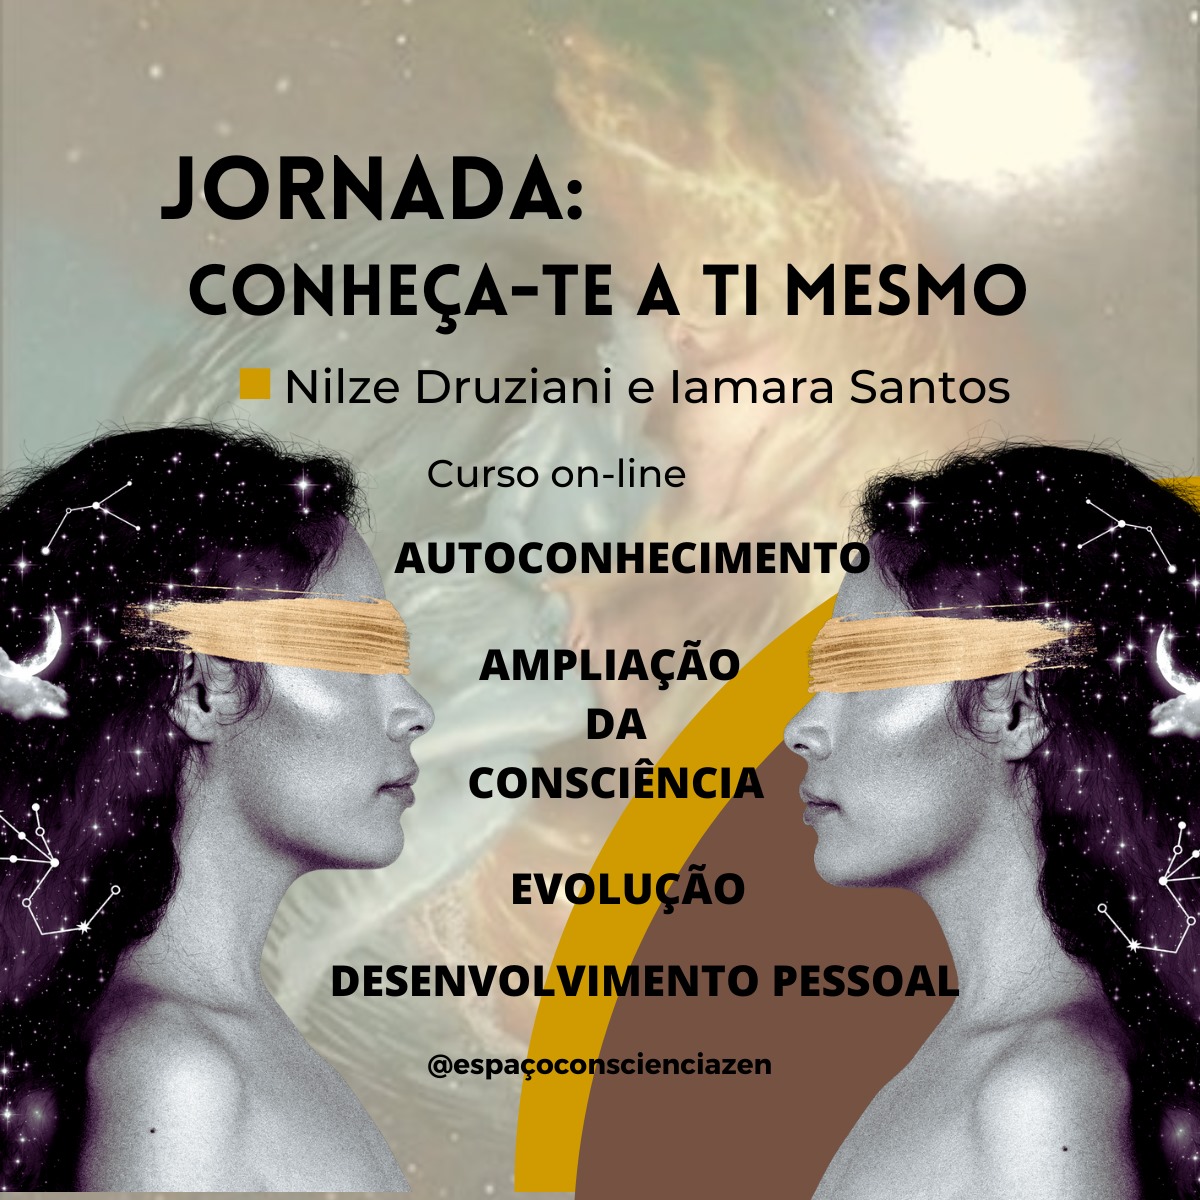 JORNADA:
CONHEÇA-TE A TI MESMO
Nilze Druziani e Iamara Santos
Curso on-line
AUTOCONHECIMENTO
AMPLIAÇÃO
DA
CONSCIÊNCIA
EVOLUÇÃO
DESENVOLVIMENTO PESSOAL
@espaçoconscienciazen